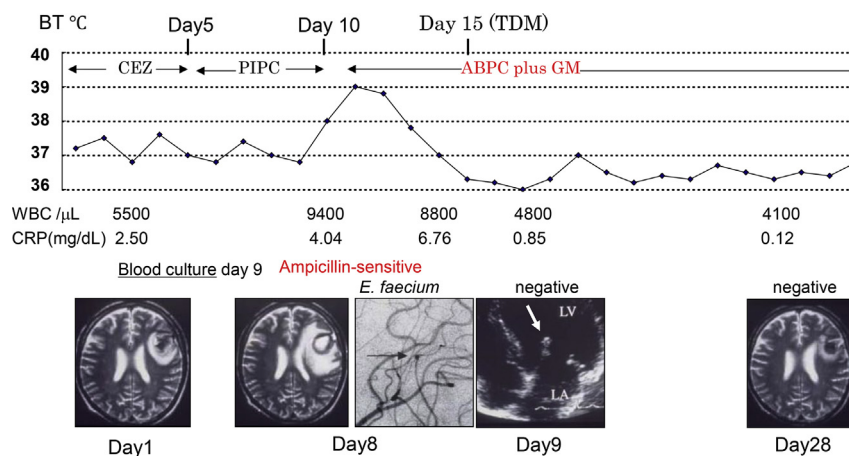 BT ℃ Day5 Day 10 Day 15 (TDM)
40
CEZ PIPC ABPC plus GM
39
38
37
36
WBC /μL 5500 9400 8800 4800 4100
CRP(mg/dL) 2.50 4.04 6.76 0.85 0.12
Blood culture day 9 Ampicillin-sensitive
E. faecium negative negative
LV
LA
Day1 Day8 Day9 Day28